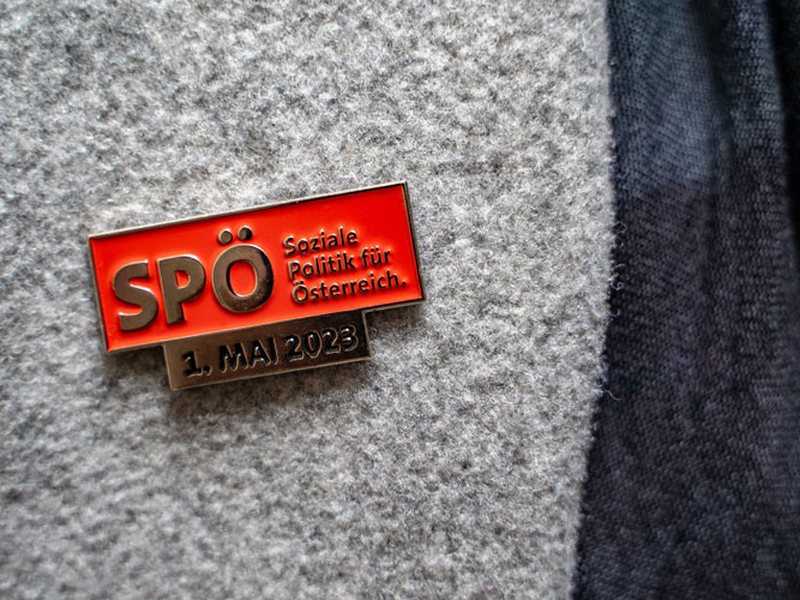 SPÖ
Soziale
Politik für
Österreich.
1. MAI 2023